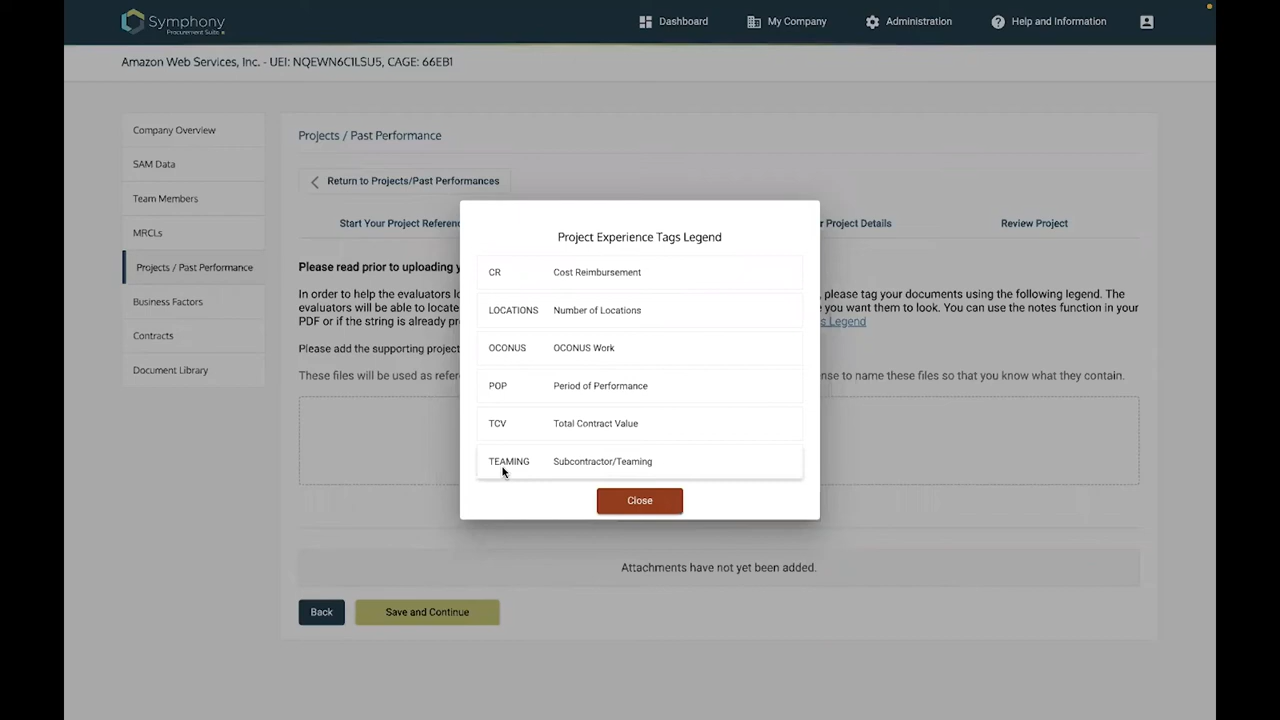 Symphony
Procurement Suite
Dashboard
My Company
Administration
Help and Information
Amazon Web Services, Inc. - UEI: NQEWN6C1LSU5, CAGE: 66EB1
Company Overview
SAM Data
Team Members
MRCLs
Projects / Past Performance
Business Factors
Contracts
Document Library
Projects / Past Performance
Return to Projects/Past Performances
Start Your Project Referenc
r Project Details
Review Project
Please read prior to uploading y
In order to help the evaluators lo
, please tag your documents using the following legend. The
evaluators will be able to locate
e you want them to look. You can use the notes function in your
PDF or if the string is already pr
s Legend
Please add the supporting project
These files will be used as refere
ense to name these files so that you know what they contain.
Project Experience Tags Legend
CR Cost Reimbursement
LOCATIONS Number of Locations
OCONUS OCONUS Work
POP Period of Performance
TCV Total Contract Value
TEAMING Subcontractor/Teaming
Close
Attachments have not yet been added.
Back
Save and Continue